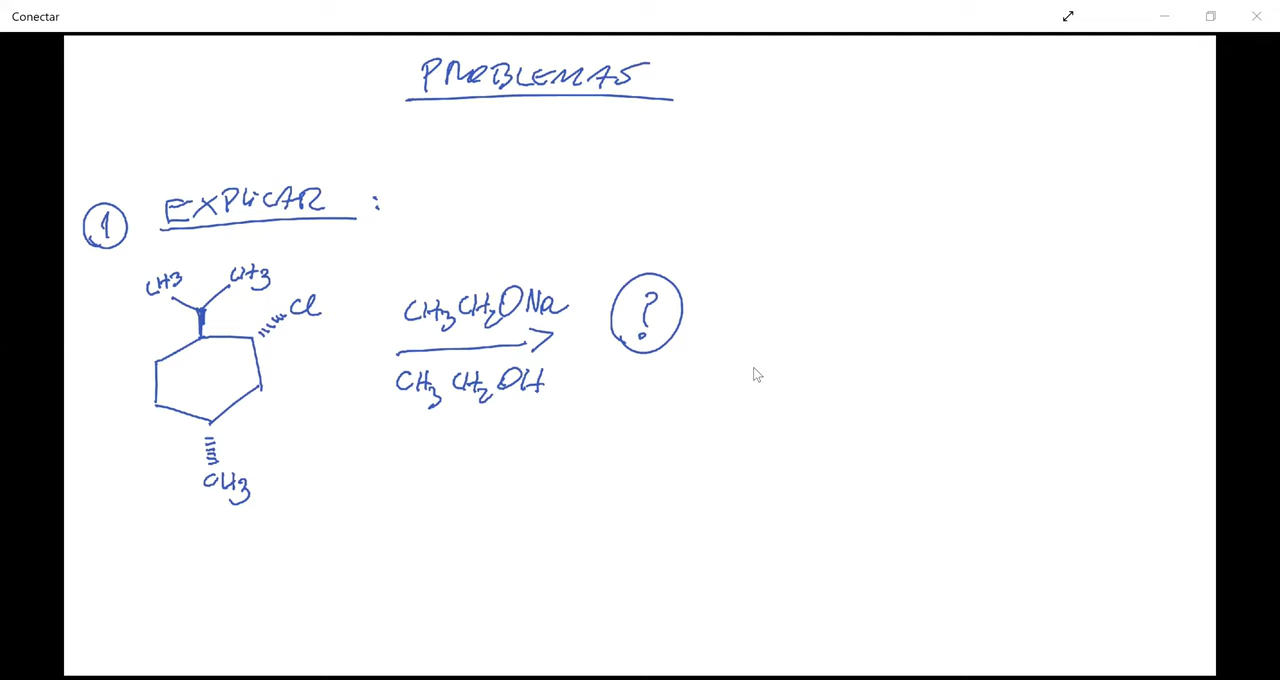 Conectar
PROBLEMAS
1 EXPLICAR :
CH3 CH3
Cl
CH3CH2ONa
?
CH3CH2OH
CH3